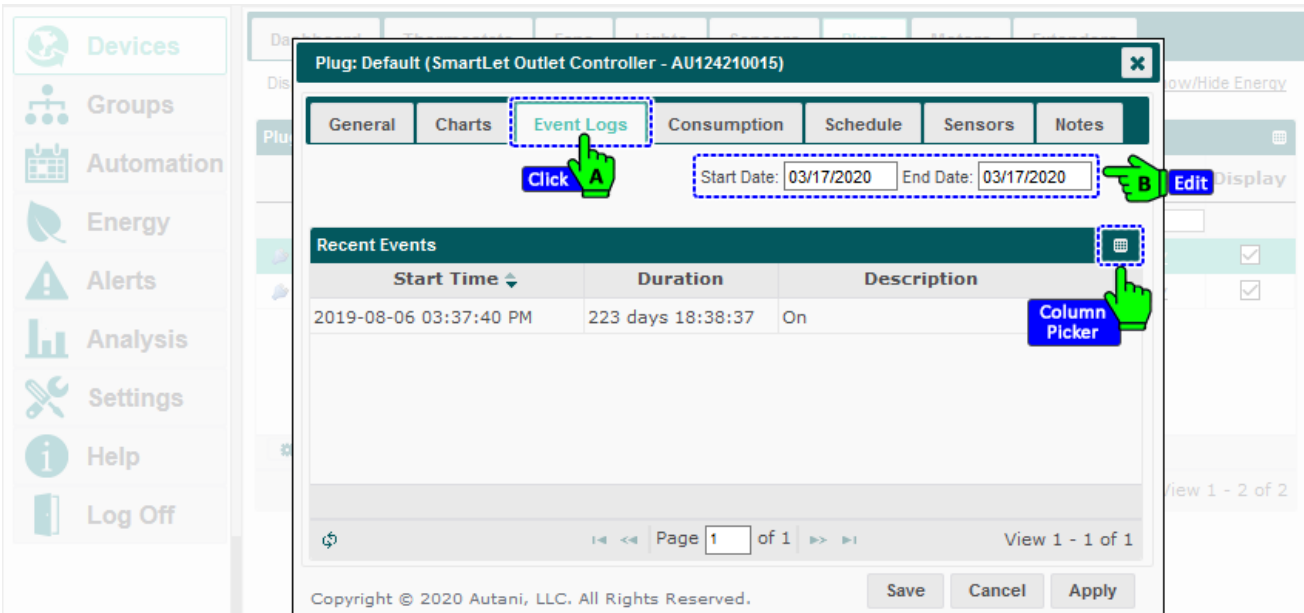 Devices
Groups
Automation
Energy
Alerts
Analysis
Settings
Help
Log Off
Plug: Default (SmartLet Outlet Controller - AU124210015)
General Charts Event Logs Consumption Schedule Sensors Notes
Click A
Start Date: 03/17/2020 End Date: 03/17/2020
B Edit
Display
Recent Events
Start Time Duration Description
2019-08-06 03:37:40 PM 223 days 18:38:37 On
Column
Picker
View 1 - 2 of 2
Page 1 of 1 View 1 - 1 of 1
Copyright © 2020 Autani, LLC. All Rights Reserved.
Save Cancel Apply